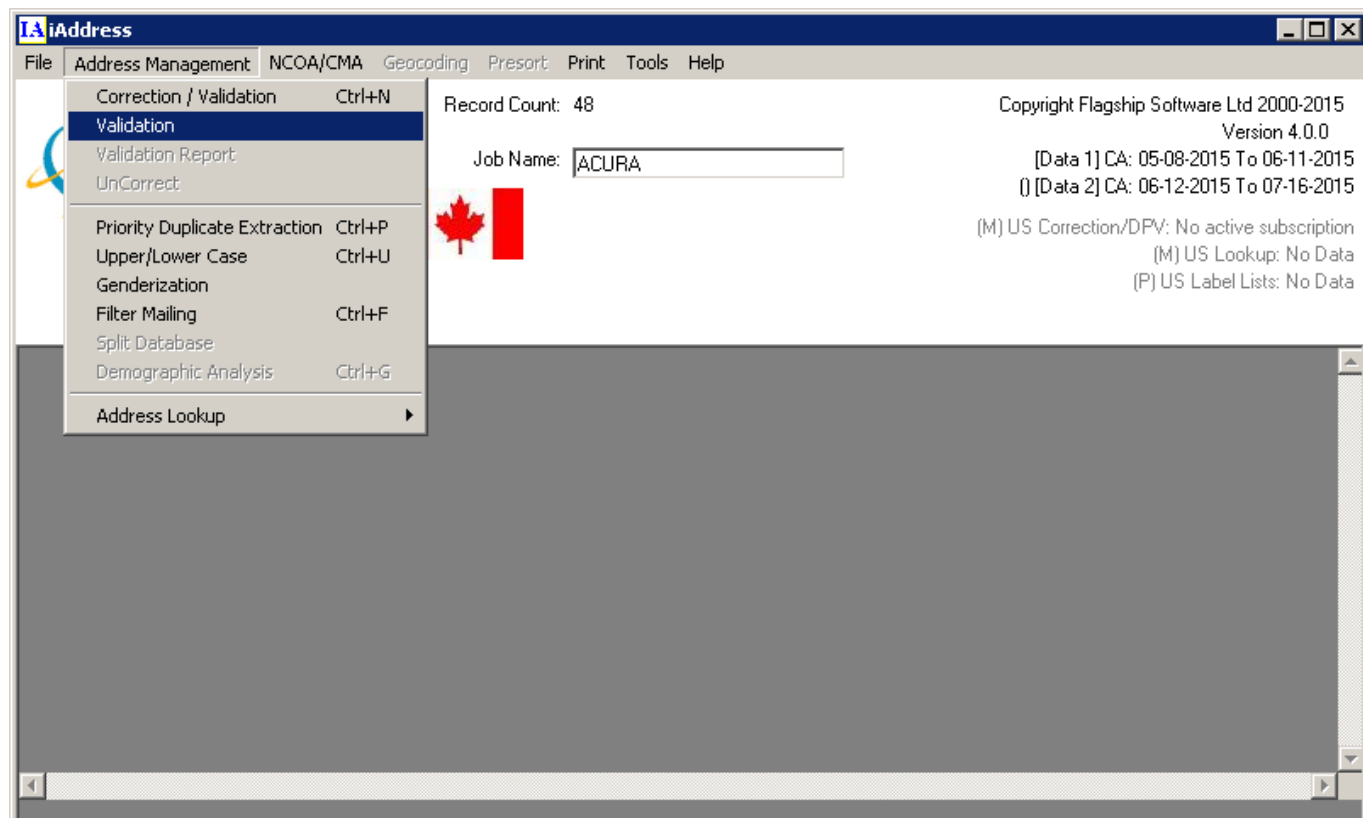 IA iAddress
File Address Management NCOA/CMA Geocoding Presort Print Tools Help
Correction / Validation Ctrl+N
Validation
Validation Report
UnCorrect
Priority Duplicate Extraction Ctrl+P
Upper/Lower Case Ctrl+U
Genderization
Filter Mailing Ctrl+F
Split Database
Demographic Analysis Ctrl+G
Address Lookup
Record Count: 48
Job Name: ACURA
Copyright Flagship Software Ltd 2000-2015
Version 4.0.0
[Data 1] CA: 05-08-2015 To 06-11-2015
() [Data 2] CA: 06-12-2015 To 07-16-2015
(M) US Correction/DPV: No active subscription
(M) US Lookup: No Data
(P) US Label Lists: No Data